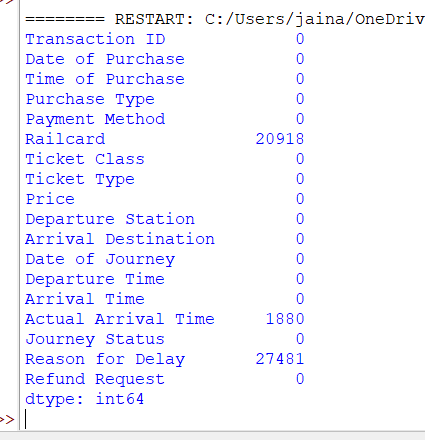 >>
======== RESTART: C:/Users/jaina/OneDriv
Transaction ID 0
Date of Purchase 0
Time of Purchase 0
Purchase Type 0
Payment Method 0
Railcard 20918
Ticket Class 0
Ticket Type 0
Price 0
Departure Station 0
Arrival Destination 0
Date of Journey 0
Departure Time 0
Arrival Time 0
Actual Arrival Time 1880
Journey Status 0
Reason for Delay 27481
Refund Request 0
dtype: int64
>>